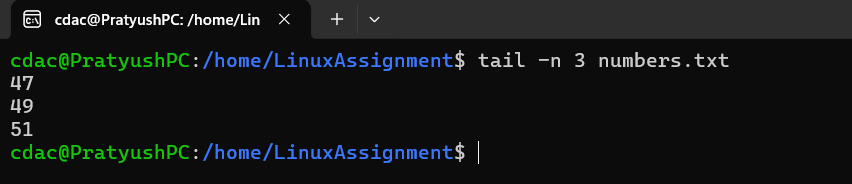 cdac@PratyushPC: /home/Lin
cdac@PratyushPC:/home/LinuxAssignment$ tail -n 3 numbers.txt
47
49
51
cdac@PratyushPC:/home/LinuxAssignment$